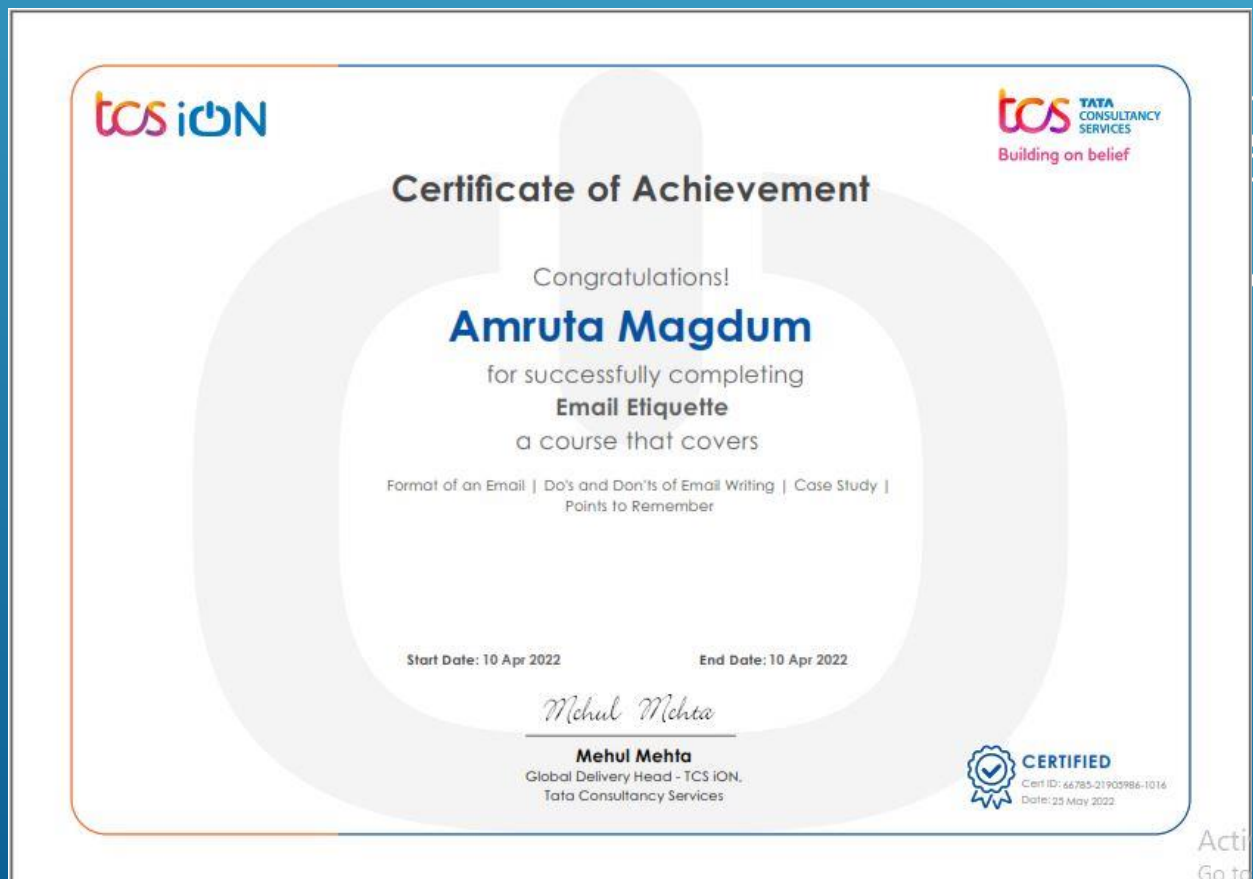 tcs iON
tcs TATA
CONSULTANCY
SERVICES
Building on belief
Certificate of Achievement
Congratulations!
Amruta Magdum
for successfully completing
Email Etiquette
a course that covers
Format of an Email | Do's and Don'ts of Email Writing | Case Study |
Points to Remember
Start Date: 10 Apr 2022 End Date: 10 Apr 2022
Mehul Mehta
Mehul Mehta
Global Delivery Head - TCS iON,
Tata Consultancy Services
CERTIFIED
Cert ID: 66785-21905986-1016
Date: 25 May 2022
Acti
Go to